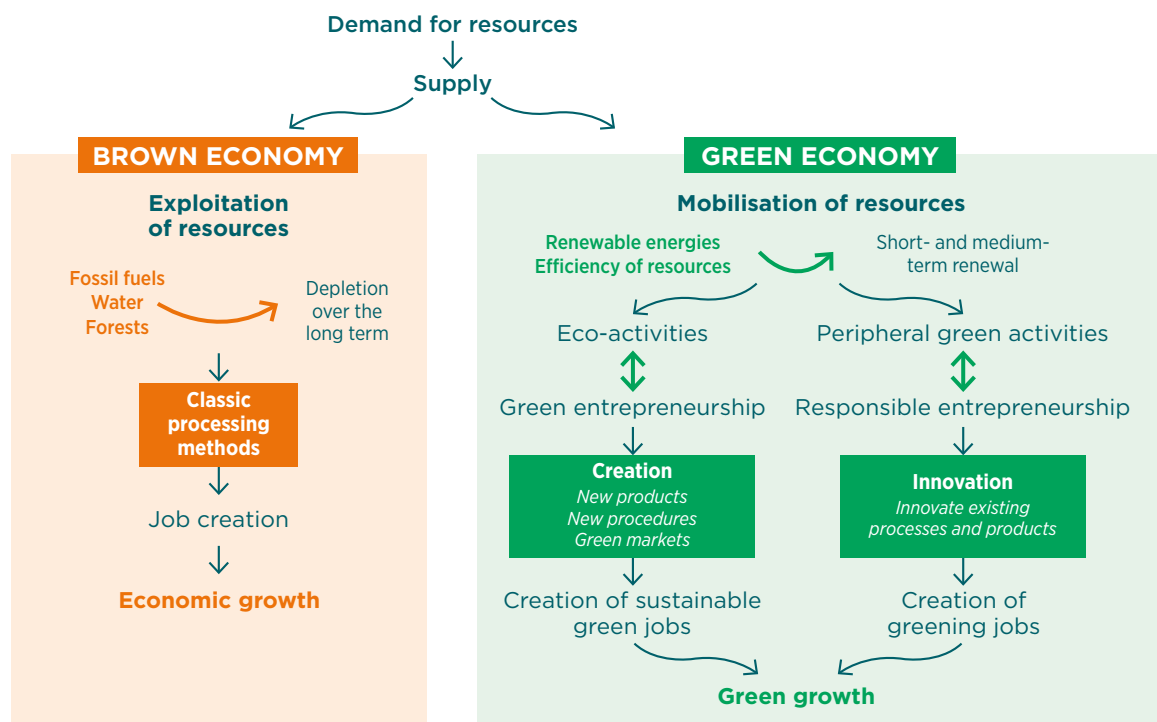 Demand for resources
Supply
BROWN ECONOMY
Exploitation
of resources
Fossil fuels
Water
Forests
Depletion
over the
long term
Classic
processing
methods
Job creation
Economic growth
GREEN ECONOMY
Mobilisation of resources
Renewable energies
Efficiency of resources
Short- and medium-
term renewal
Eco-activities
Green entrepreneurship
Creation
New products
New procedures
Green markets
Creation of sustainable
green jobs
Peripheral green activities
Responsible entrepreneurship
Innovation
Innovate existing
processes and products
Creation of
greening jobs
Green growth